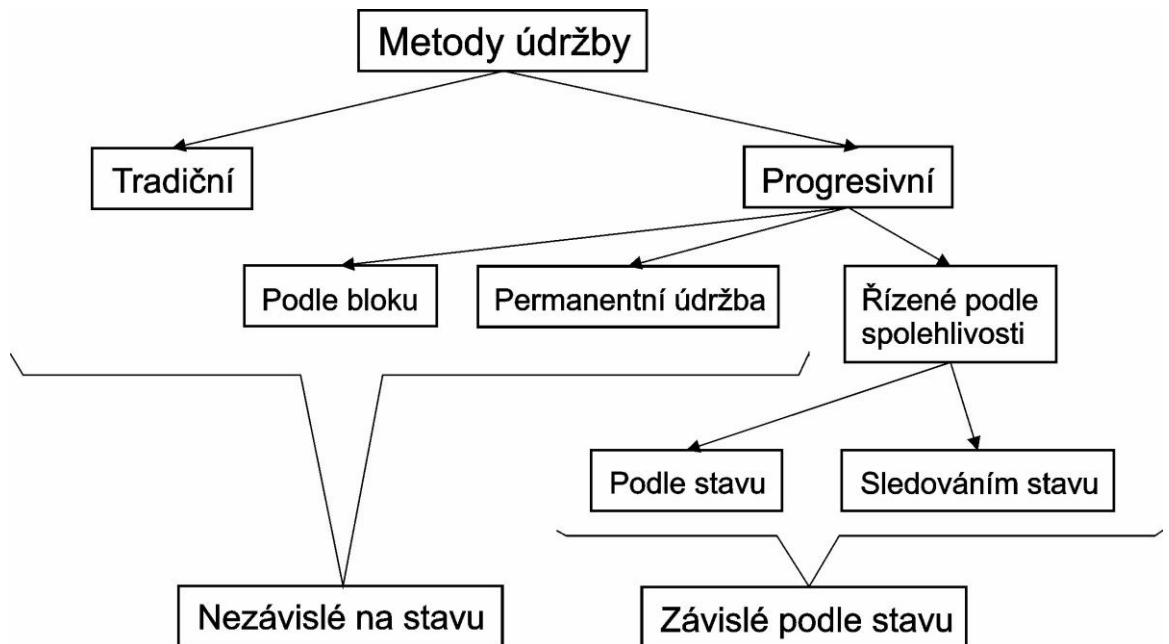 Metody údržby
Tradiční
Progresivní
Podle bloku
Permanentní údržba
Řízené podle
spolehlivosti
Podle stavu
Sledováním stavu
Nezávislé na stavu
Závislé podle stavu